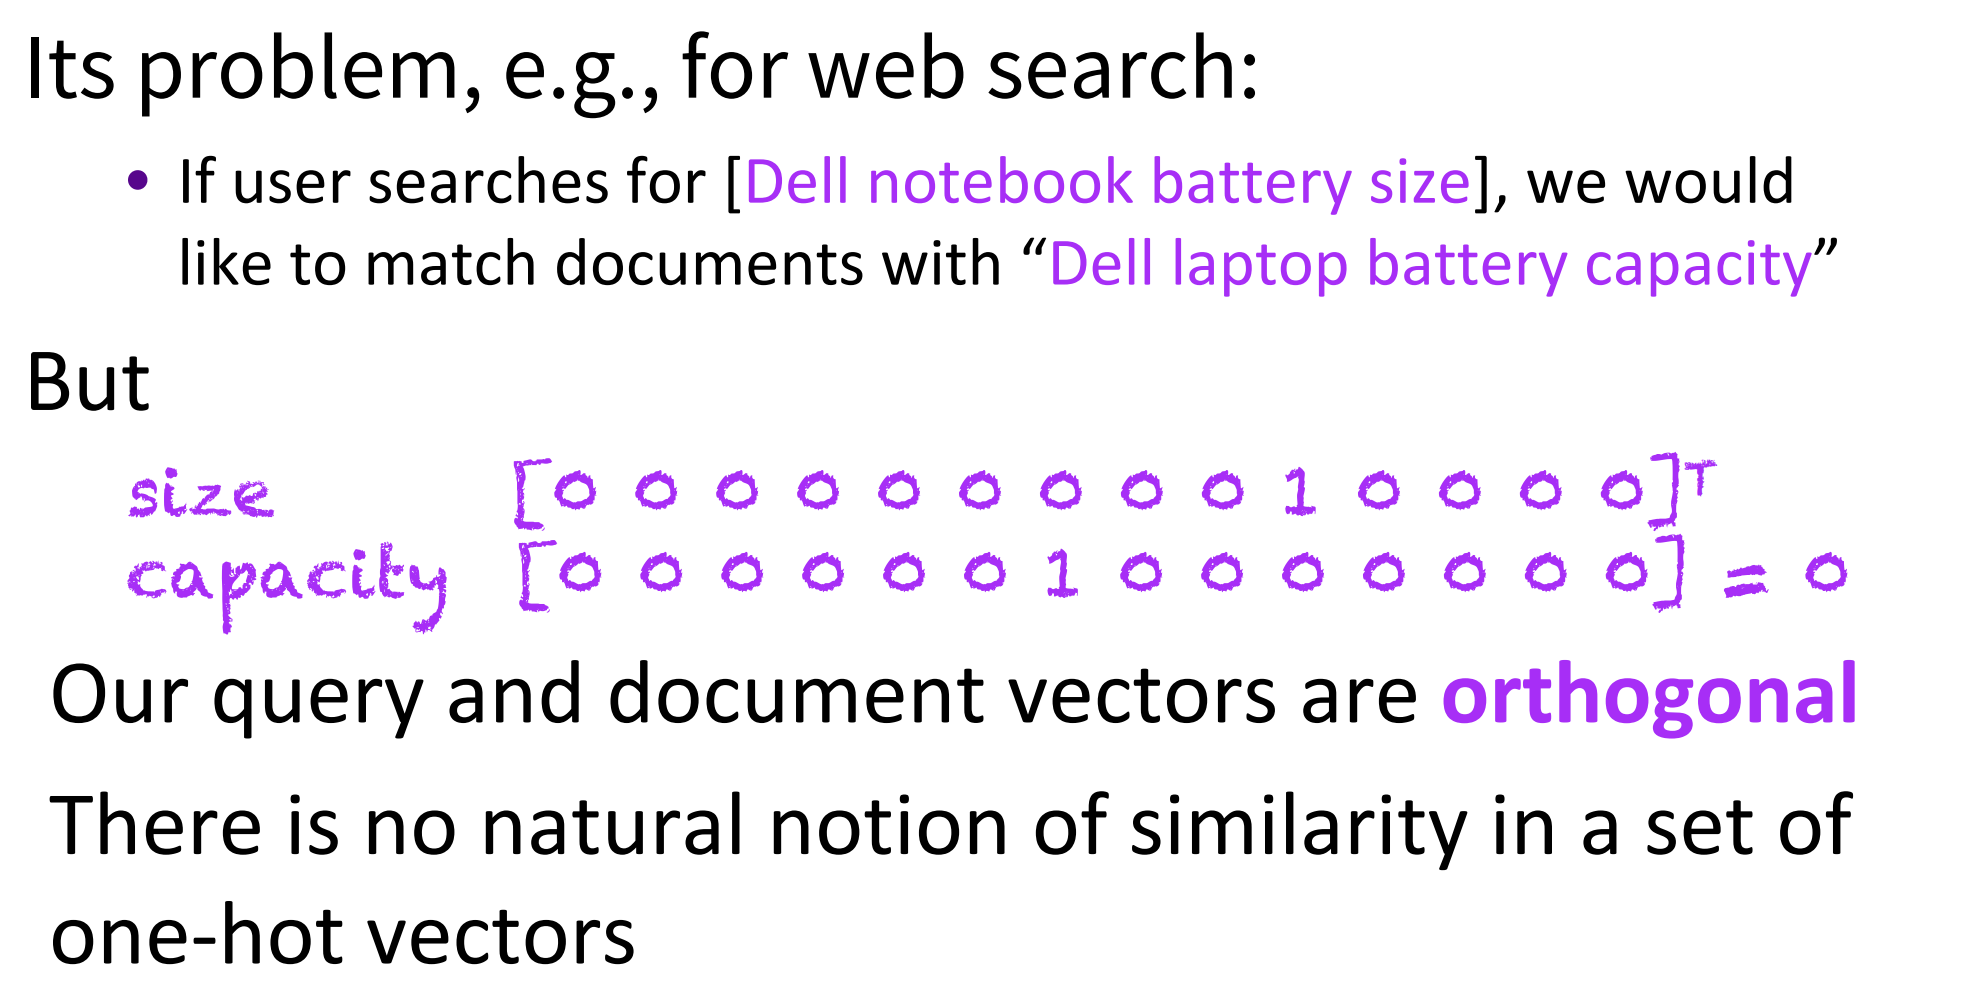 Its problem, e.g., for web search:
• If user searches for [Dell notebook battery size], we would
like to match documents with “Dell laptop battery capacity”
But
size [0 0 0 0 0 0 0 0 0 1 0 0 0 0]ᵀ
capacity [0 0 0 0 0 0 1 0 0 0 0 0 0 0] = 0
Our query and document vectors are orthogonal
There is no natural notion of similarity in a set of
one-hot vectors